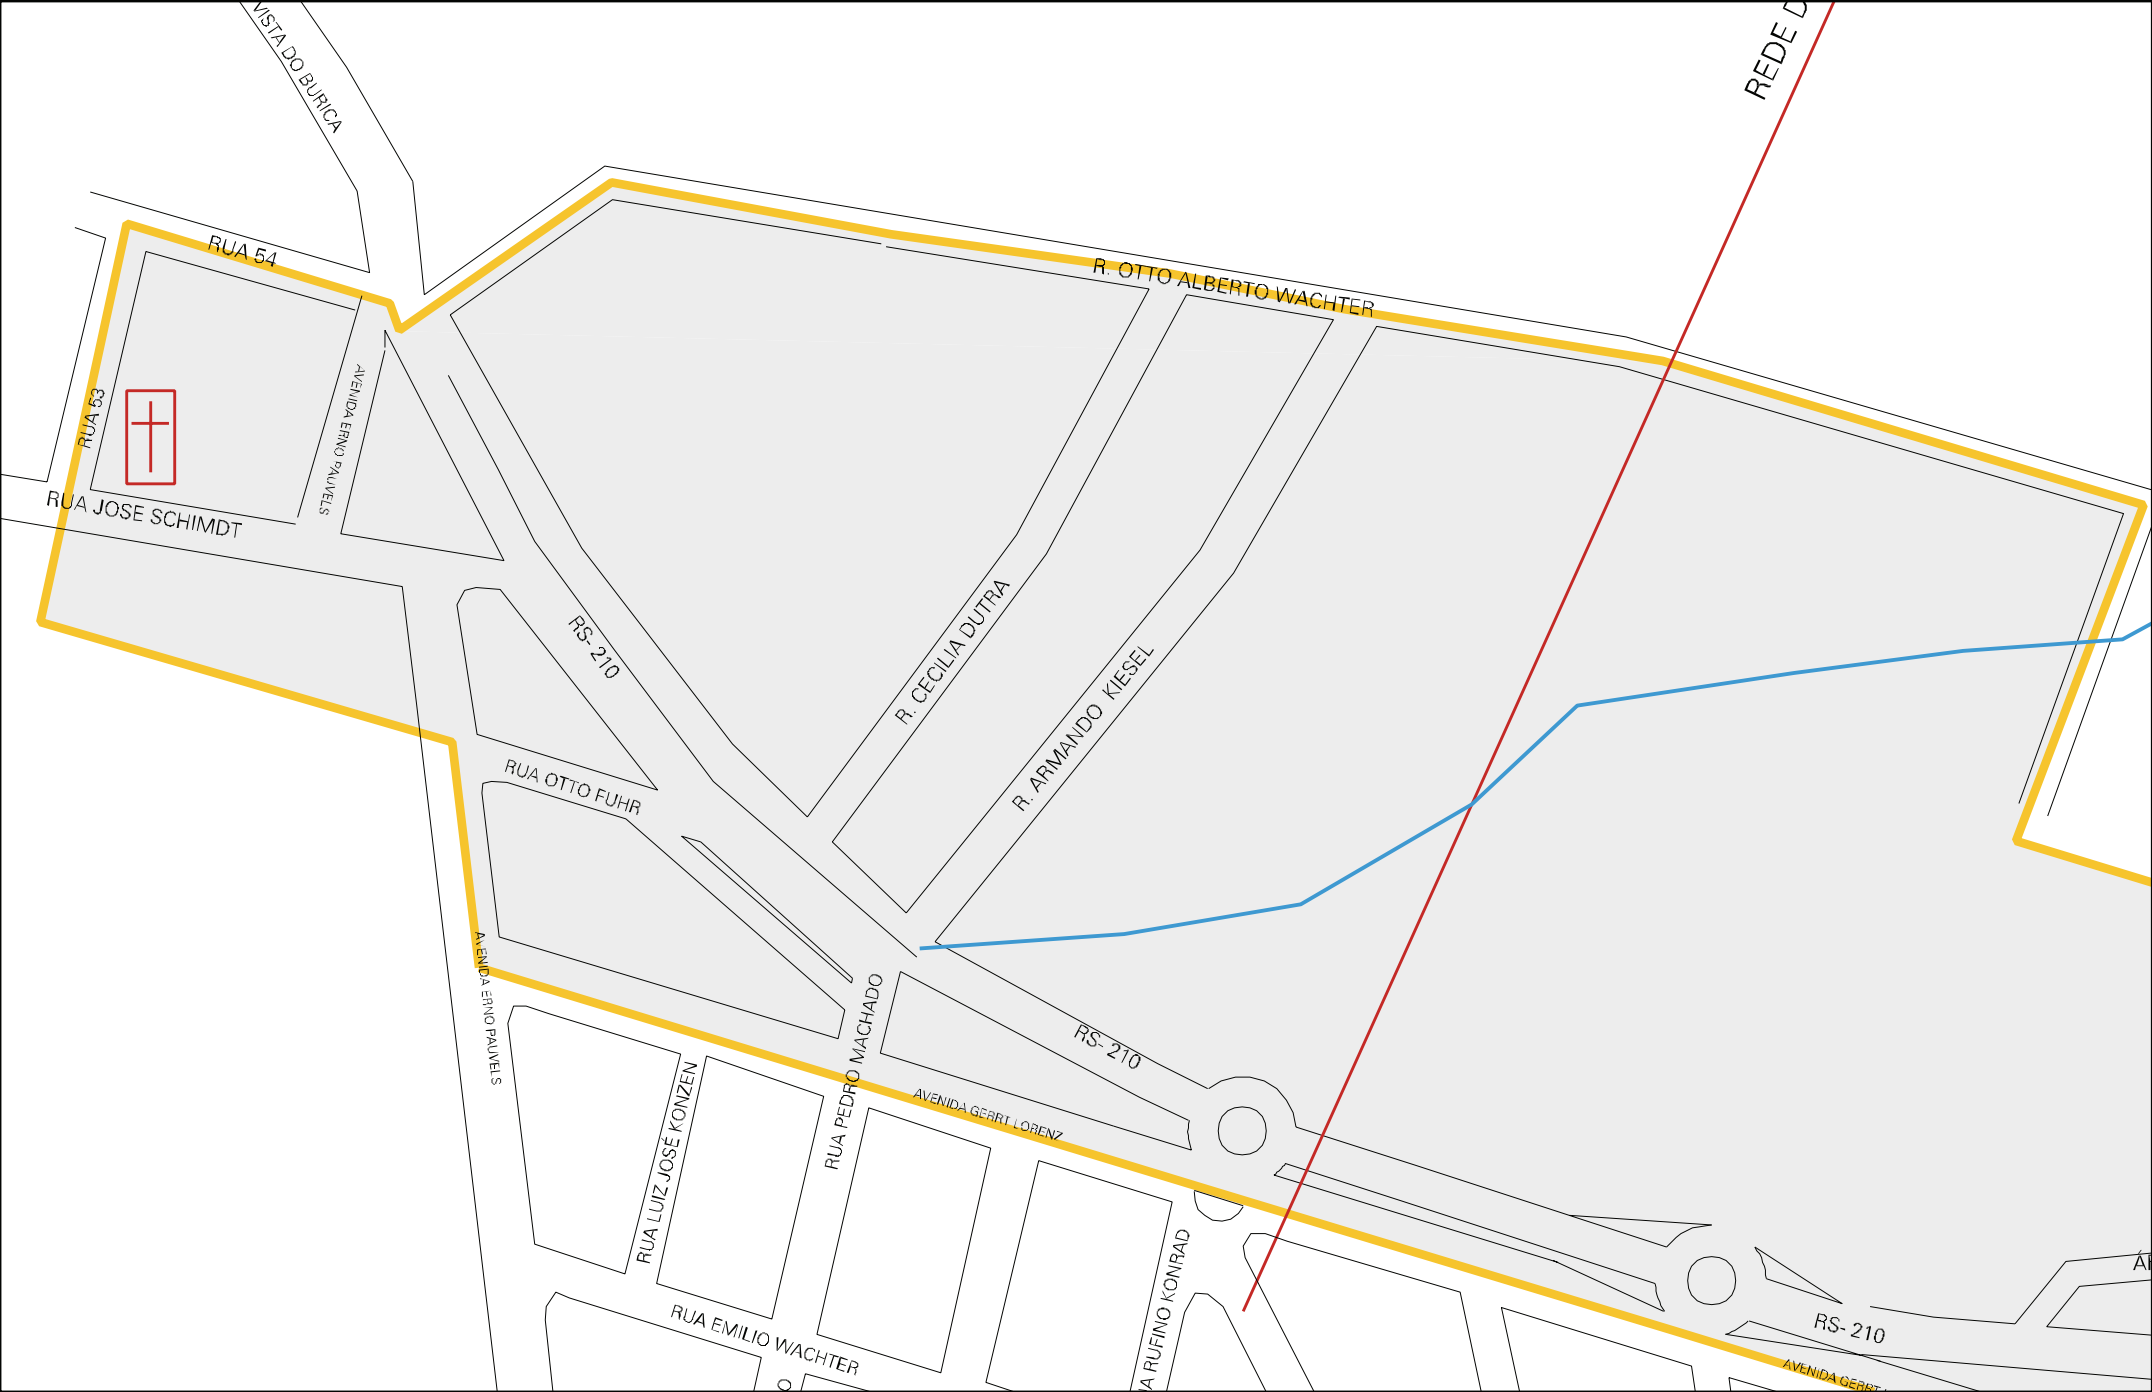 VISTA DO BURICA
REDE D
RUA 54
R. OTTO ALBERTO WACHTER
RUA 53
AVENIDA ERNO PAUVELS
RUA JOSE SCHIMDT
RS-210
R. CECILIA DUTRA
R. ARMANDO KIESEL
RUA OTTO FUHR
AVENIDA ERNO PAUVELS
RUA PEDRO MACHADO
RS-210
AVENIDA GERRT LORENZ
RUA LUIZ JOSÉ KONZEN
RUFINO KONRAD
RUA EMILIO WACHTER
RS-210
AVENIDA GERRT